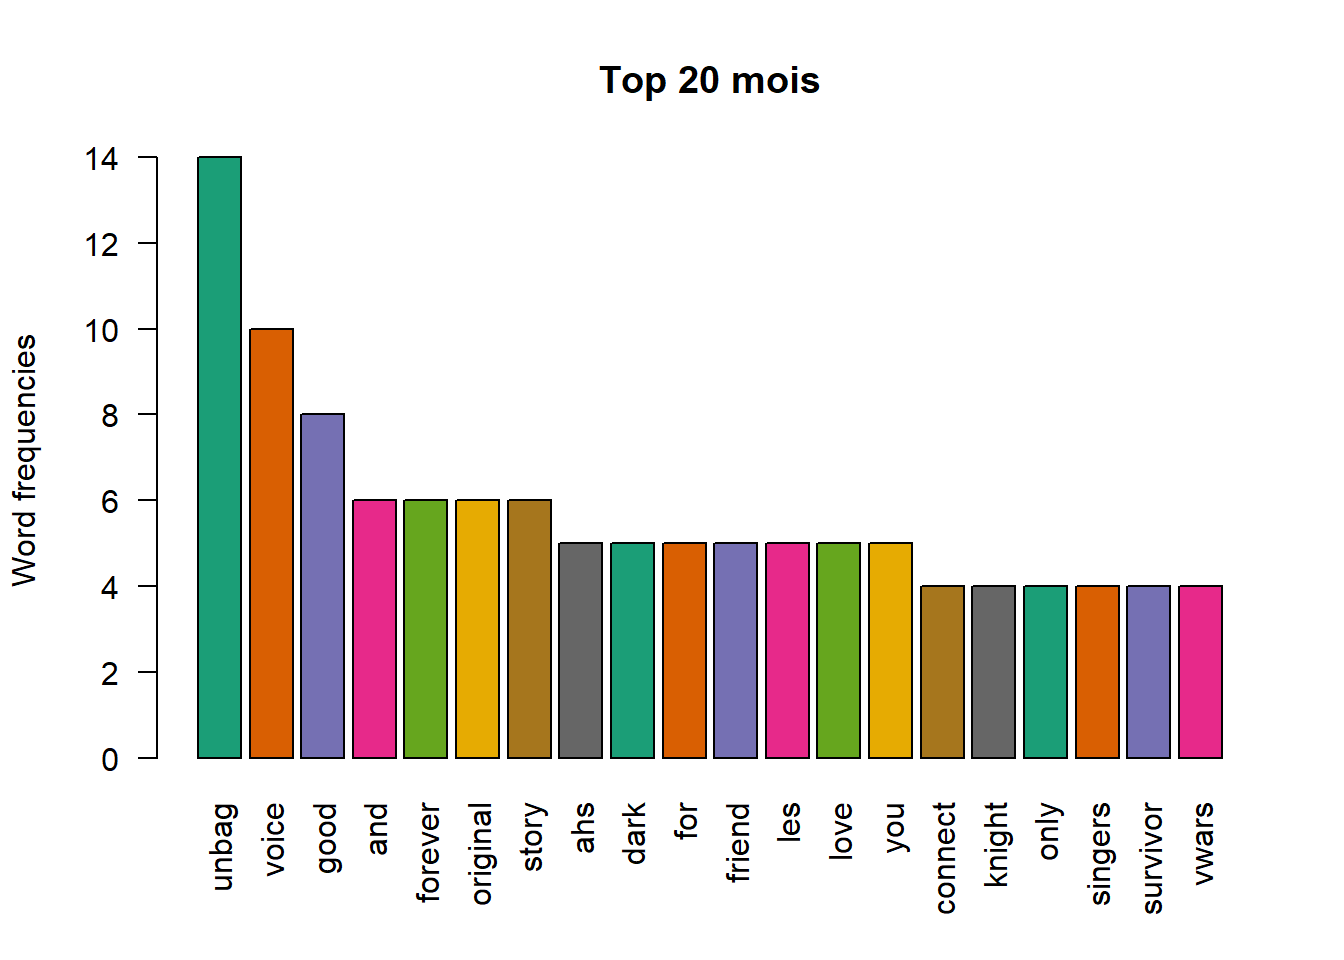 Top 20 mois
Word frequencies
14
12
10
8
6
4
2
0
unbag
voice
good
and
forever
original
story
ahs
dark
for
friend
les
love
you
connect
knight
only
singers
survivor
vwars